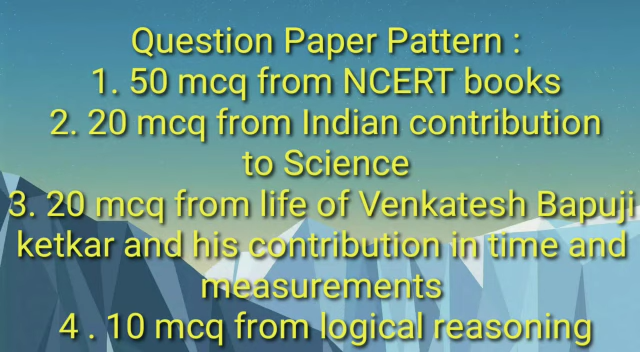 Question Paper Pattern :
1. 50 mcq from NCERT books
2. 20 mcq from Indian contribution
to Science
3. 20 mcq from life of Venkatesh Bapuji
ketkar and his contribution in time and
measurements
4 . 10 mcq from logical reasoning